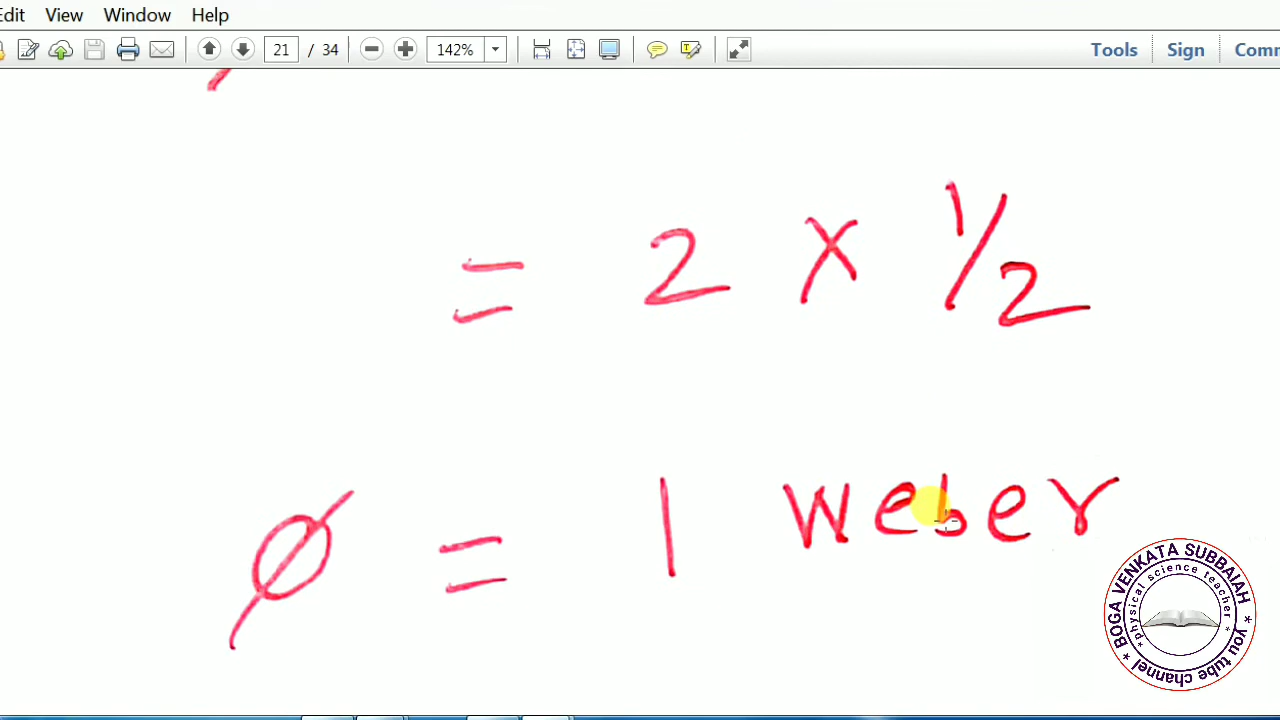 Edit View Window Help
21 / 34 142% Tools Sign Comm
= 2 x 1/2
Ø = 1 weber
* BOGA VENKATA SUBBAIAH * you tube channel
* physical science teacher *